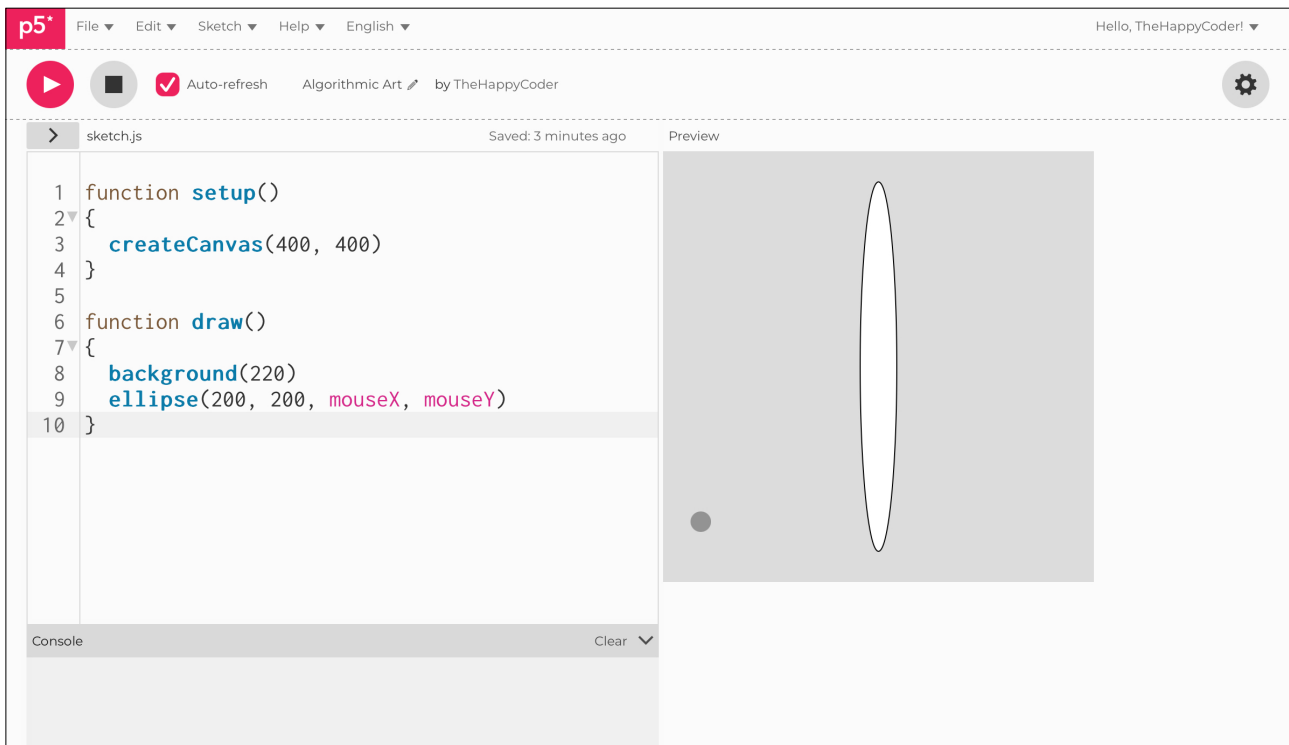 p5* File Edit Sketch Help English Hello, TheHappyCoder!
Auto-refresh Algorithmic Art by TheHappyCoder
sketch.js Saved: 3 minutes ago Preview
1 function setup()
2 {
3 createCanvas(400, 400)
4 }
5
6 function draw()
7 {
8 background(220)
9 ellipse(200, 200, mouseX, mouseY)
10 }
Console Clear